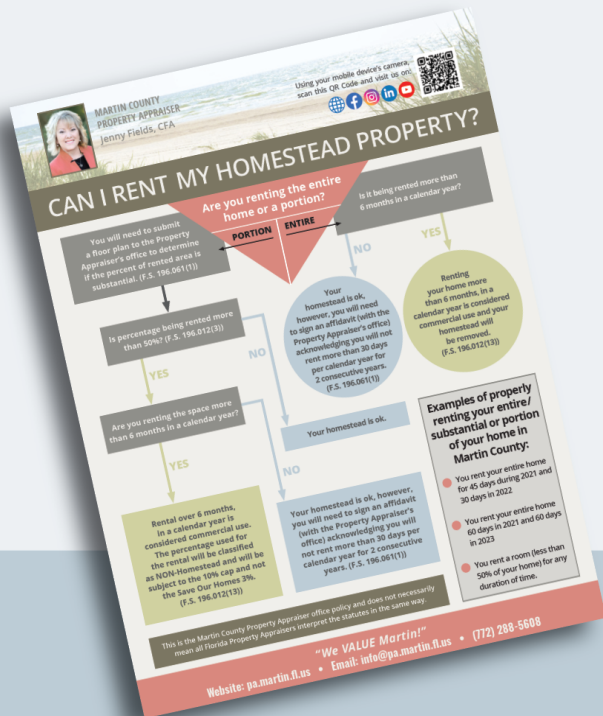 MARTIN COUNTY
PROPERTY APPRAISER
Jenny Fields, CFA
Using your mobile device's camera,
scan this QR Code and visit us on:
CAN I RENT MY HOMESTEAD PROPERTY?
Are you renting the entire
home or a portion?
PORTION
ENTIRE
You will need to submit
a floor plan to the Property
Appraiser's office to determine
if the percent of rented area is
substantial. (F.S. 196.061(1))
Is it being rented more than
6 months in a calendar year?
NO
YES
Is percentage being rented more
than 50%? (F.S. 196.012(3))
YES
NO
Your
homestead is ok,
however, you will need
to sign an affidavit (with the
Property Appraiser's office)
acknowledging you will not
rent more than 30 days
per calendar year for
2 consecutive years.
(F.S. 196.061(1))
Renting
your home more
than 6 months, in a
calendar year is considered
commercial use and your
homestead will
be removed.
(F.S. 196.012(13))
Are you renting the space more
than 6 months in a calendar year?
YES
NO
Your homestead is ok.
Rental over 6 months,
in a calendar year is
considered commercial use.
The percentage used for
the rental will be classified
as NON-Homestead and will be
subject to the 10% cap and not
the Save Our Homes 3%.
(F.S. 196.012(13))
Your homestead is ok, however,
you will need to sign an affidavit
(with the Property Appraiser's
office) acknowledging you will
not rent more than 30 days per
calendar year for 2 consecutive
years. (F.S. 196.061(1))
Examples of property
renting your entire/
substantial or portion
of your home in
Martin County:
You rent your entire home
for 45 days during 2021 and
30 days in 2022
You rent your entire home
60 days in 2021 and 60 days
in 2023
You rent a room (less than
50% of your home) for any
duration of time.
This is the Martin County Property Appraiser office policy and does not necessarily
mean all Florida Property Appraisers interpret the statutes in the same way.
"We VALUE Martin!"
Website: pa.martin.fl.us • Email: info@pa.martin.fl.us • (772) 288-5608